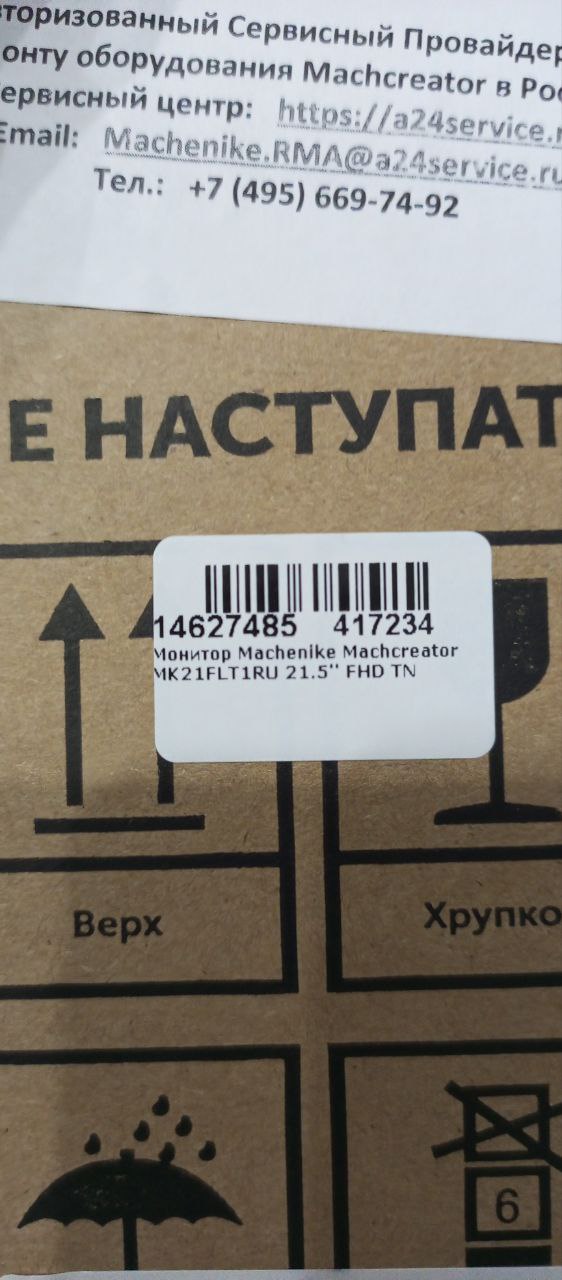 вторизованный Сервисный Провайдер
онту оборудования Machcreator в Рос
ервисный центр: https://a24service.r
Email: Machenike.RMA@a24service.ru
Тел.: +7 (495) 669-74-92
Е НАСТУПАТ
14627485 417234
Монитор Machenike Machcreator
MK21FLT1RU 21.5'' FHD TN
Верх
Хрупко
6